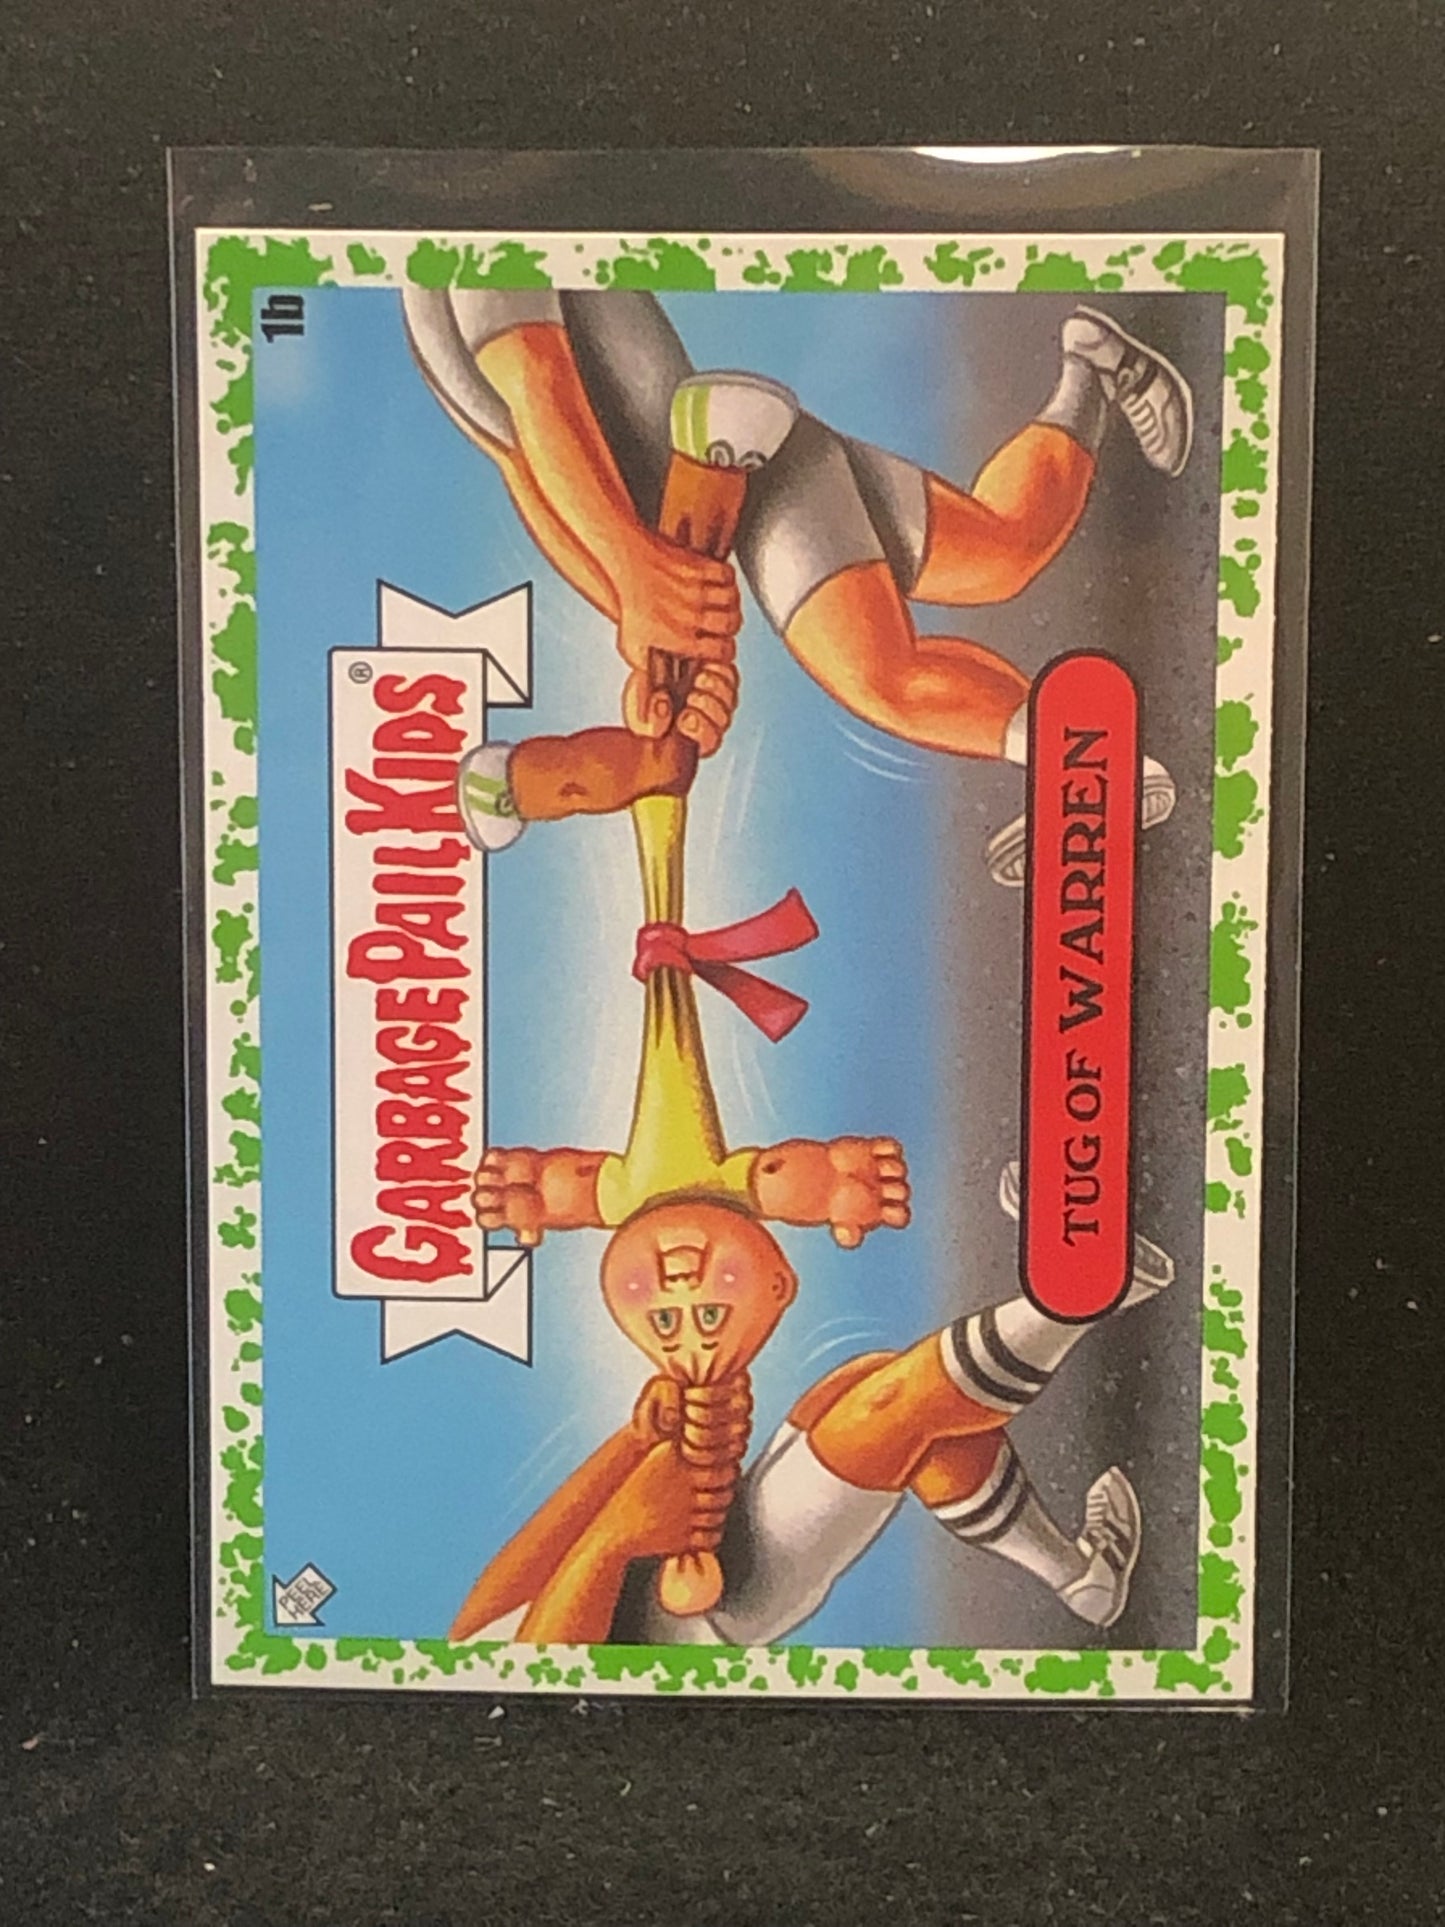 1b
GARBAGE PAIL KIDS®
PEEL
HERE
TUG OF WARREN